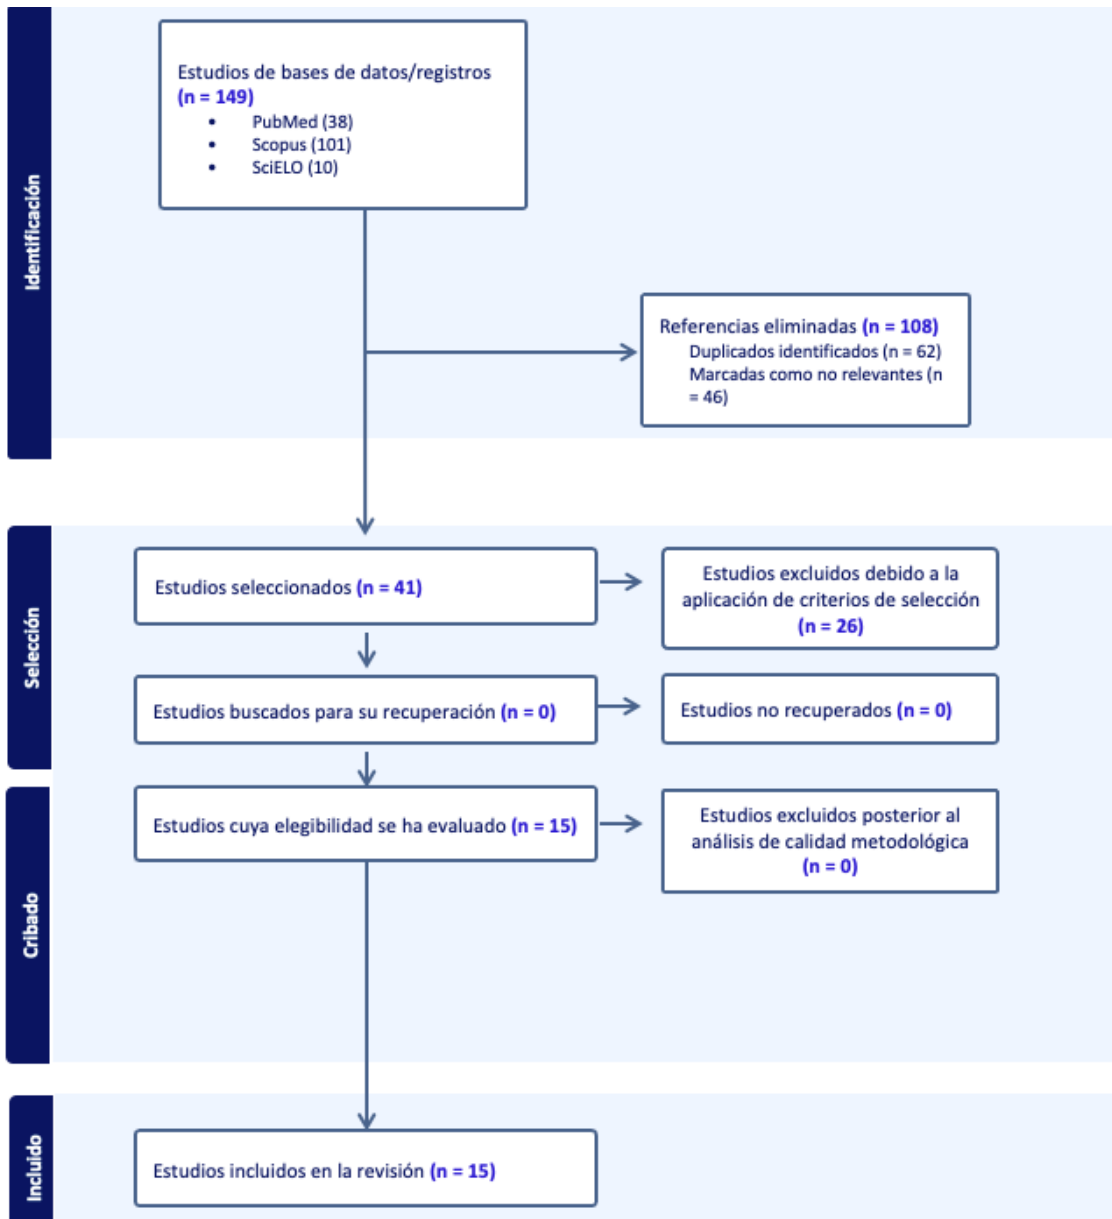 Identificación
Estudios de bases de datos/registros
(n = 149)
• PubMed (38)
• Scopus (101)
• SciELO (10)
Referencias eliminadas (n = 108)
Duplicados identificados (n = 62)
Marcadas como no relevantes (n
= 46)
Selección
Estudios seleccionados (n = 41)
Estudios excluidos debido a la
aplicación de criterios de selección
(n = 26)
Estudios buscados para su recuperación (n = 0)
Estudios no recuperados (n = 0)
Cribado
Estudios cuya elegibilidad se ha evaluado (n = 15)
Estudios excluidos posterior al
análisis de calidad metodológica
(n = 0)
Incluido
Estudios incluidos en la revisión (n = 15)